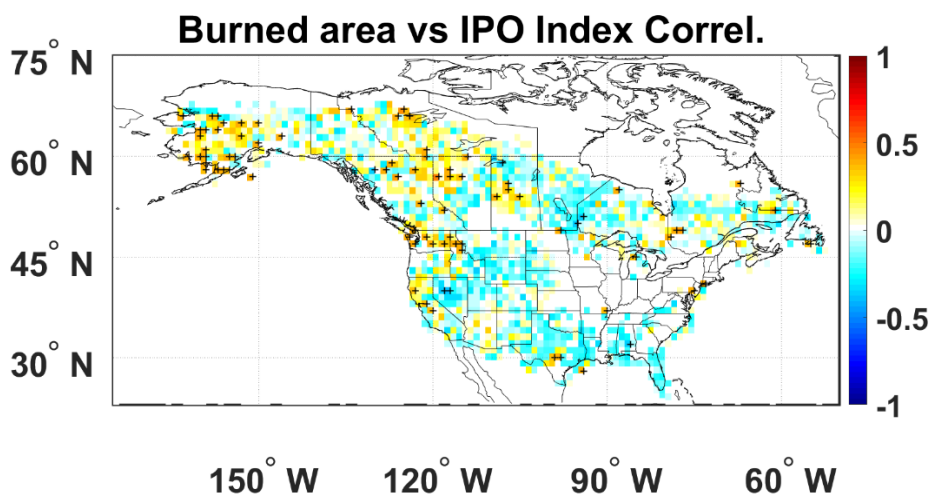 Burned area vs IPO Index Correl.
75° N
60° N
45° N
30° N
150° W 120° W 90° W 60° W
1
0.5
0
-0.5
-1